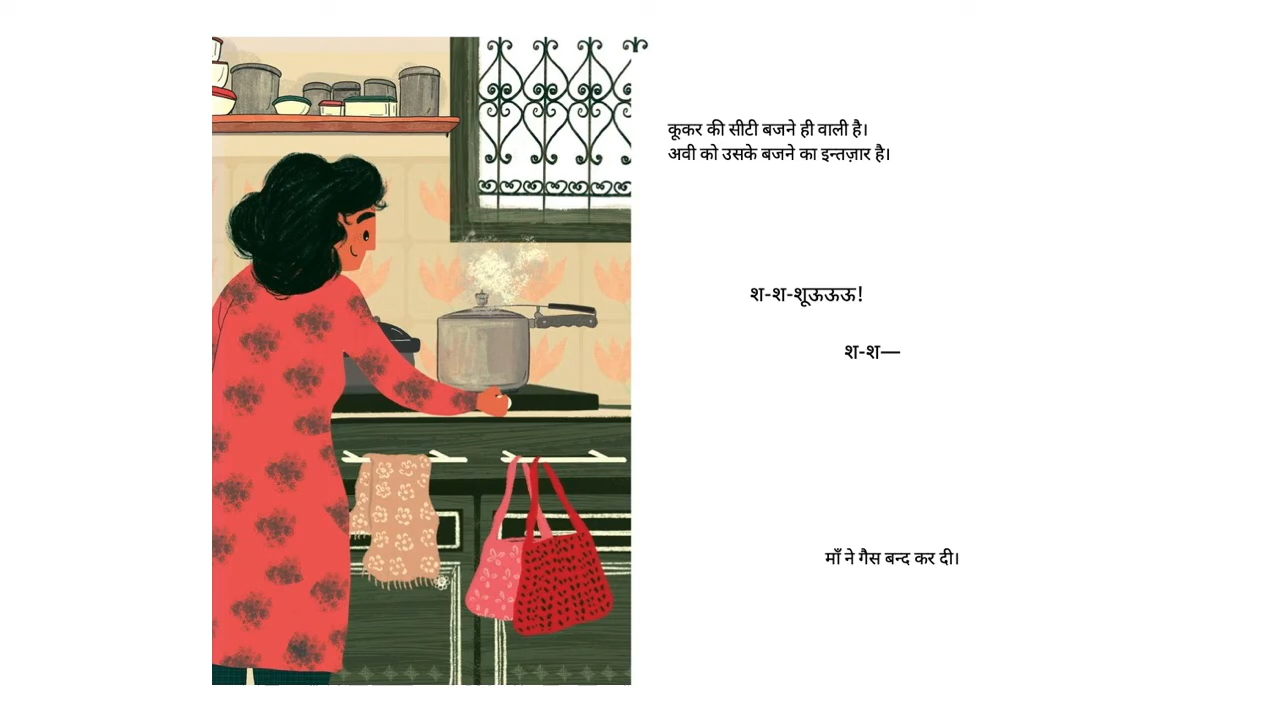 कूकर की सीटी बजने ही वाली है।
अवी को उसके बजने का इन्तज़ार है।
श-श-शूऊऊऊ!
श-श—
माँ ने गैस बन्द कर दी।